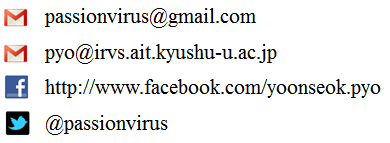 passionvirus@gmail.com
pyo@irvs.ait.kyushu-u.ac.jp
http://www.facebook.com/yoonseok.pyo
@passionvirus